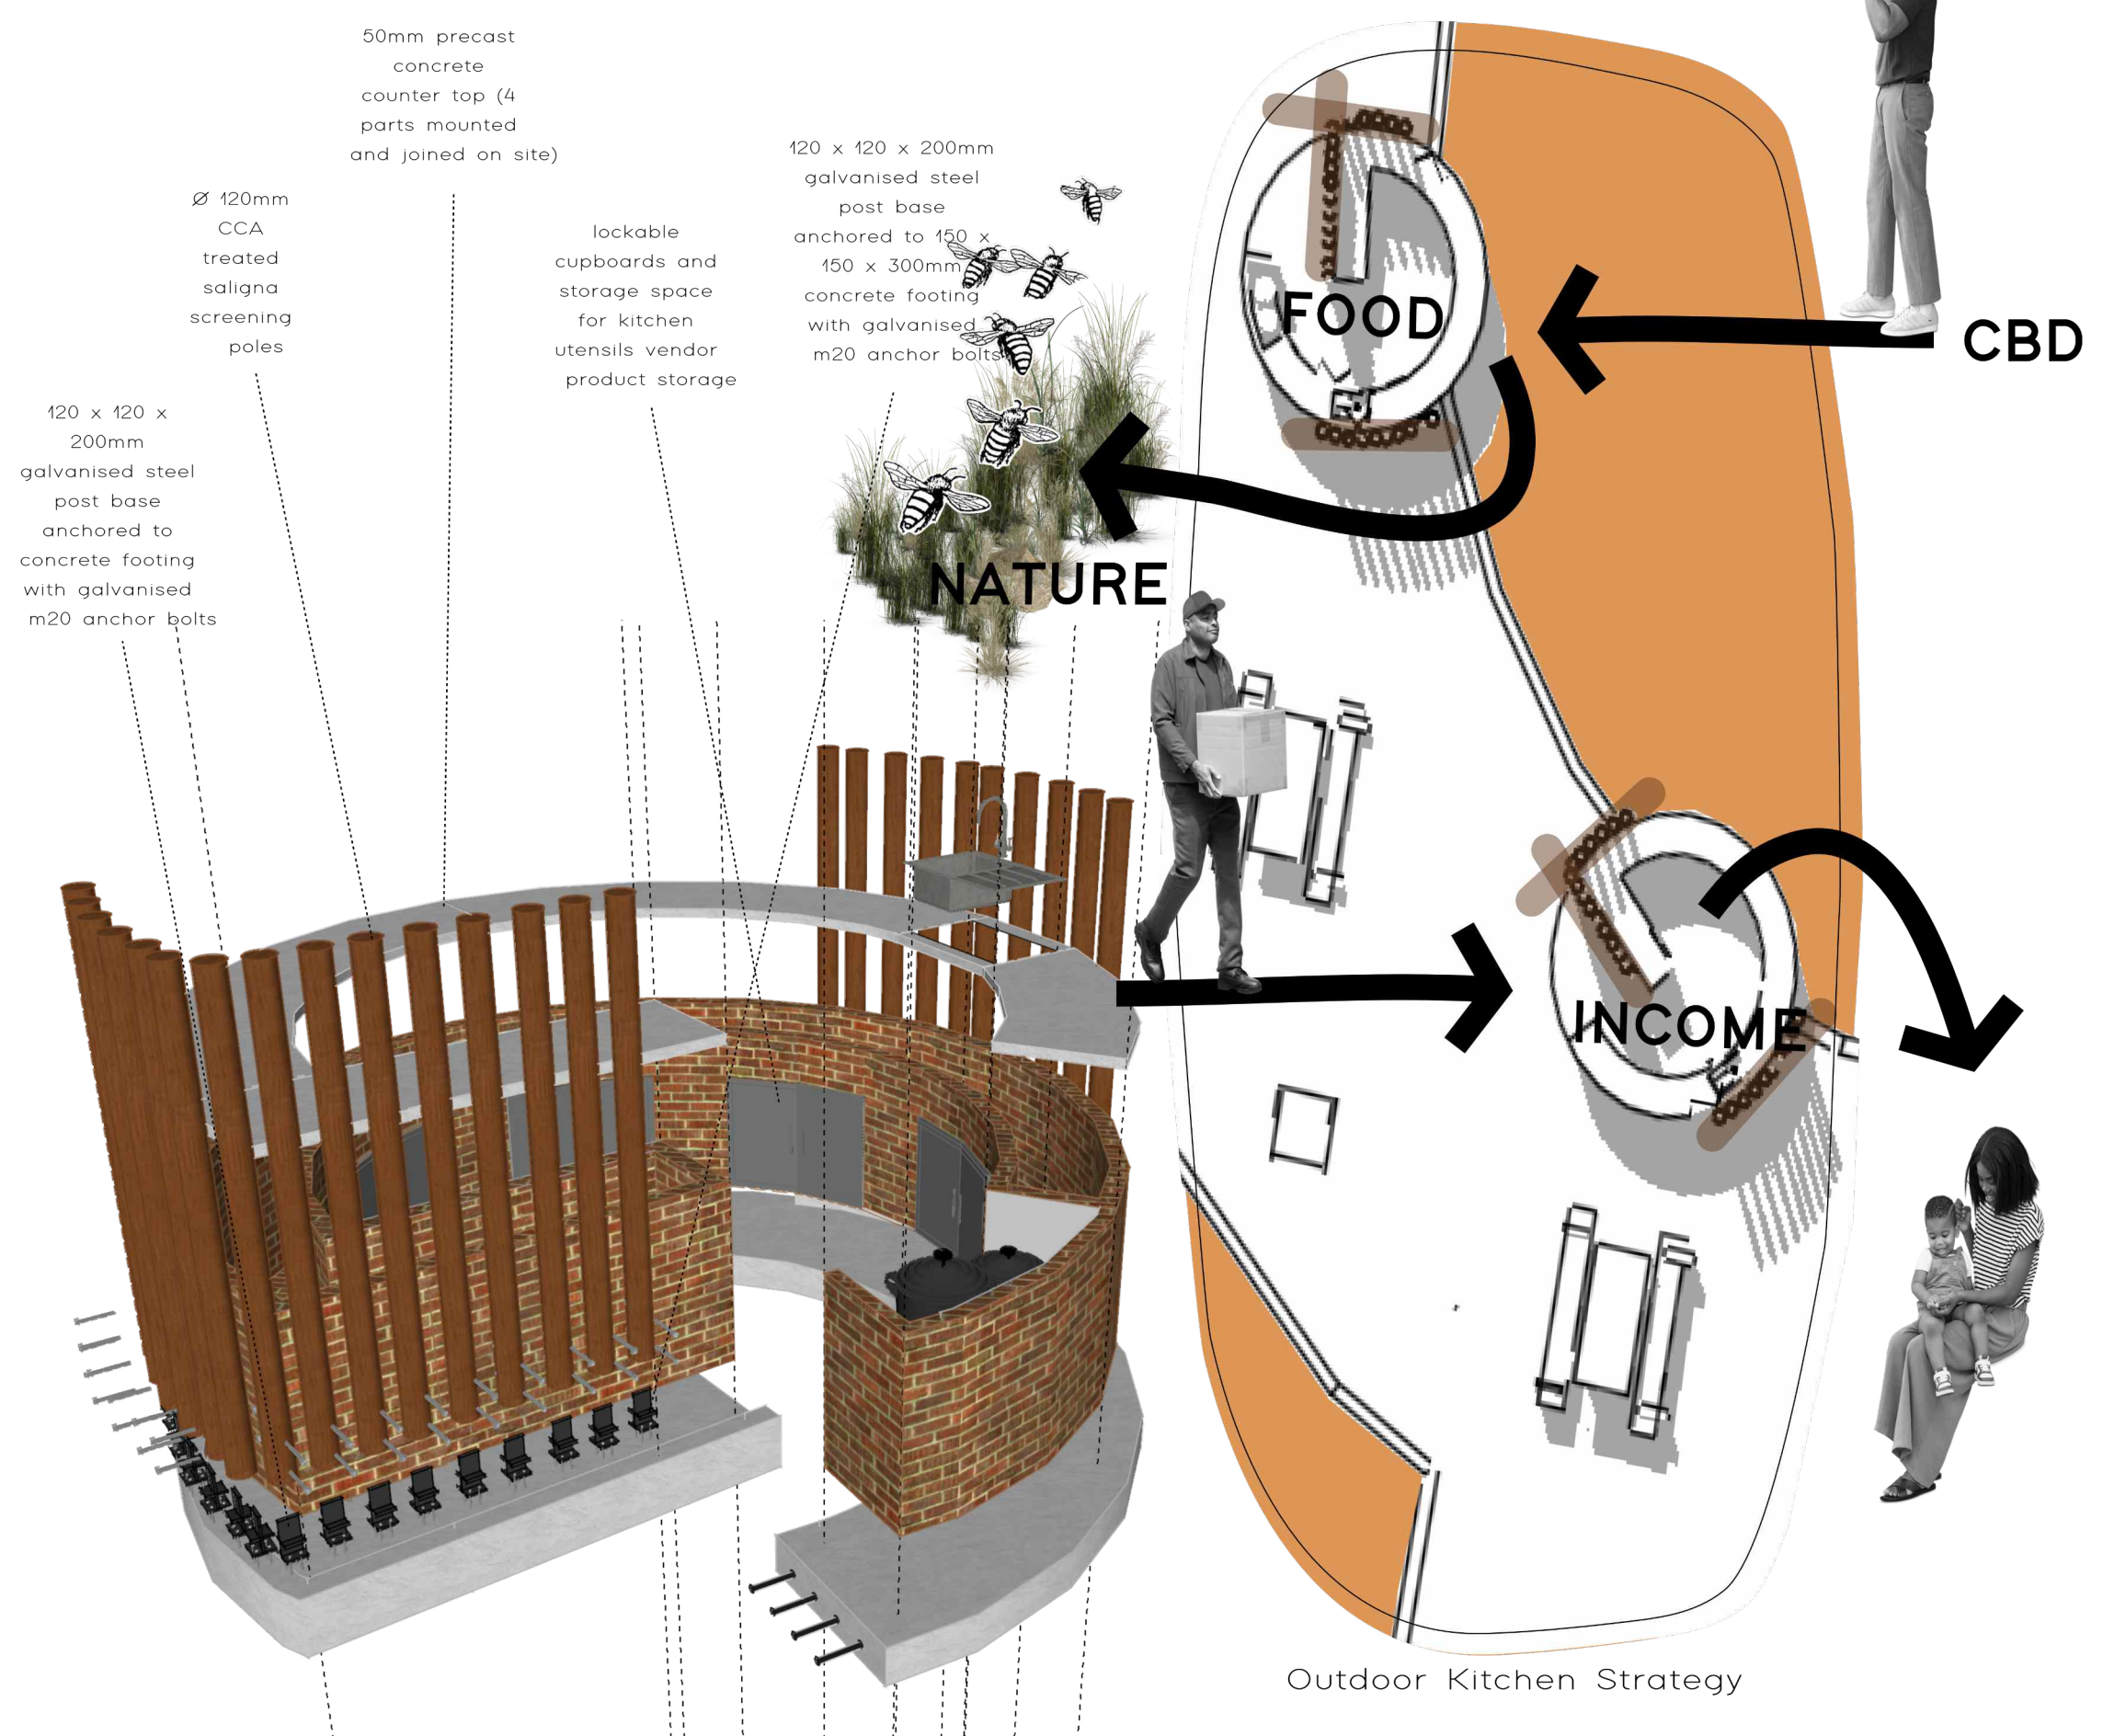 50mm precast
concrete
counter top (4
parts mounted
and joined on site)
Ø 120mm
CCA
treated
saligna
screening
poles
120 x 120 x
200mm
galvanised steel
post base
anchored to
concrete footing
with galvanised
m20 anchor bolts
lockable
cupboards and
storage space
for kitchen
utensils vendor
product storage
120 x 120 x 200mm
galvanised steel
post base
anchored to 150 x
150 x 300mm
concrete footing
with galvanised
m20 anchor bolts
FOOD
CBD
NATURE
INCOME
Outdoor Kitchen Strategy